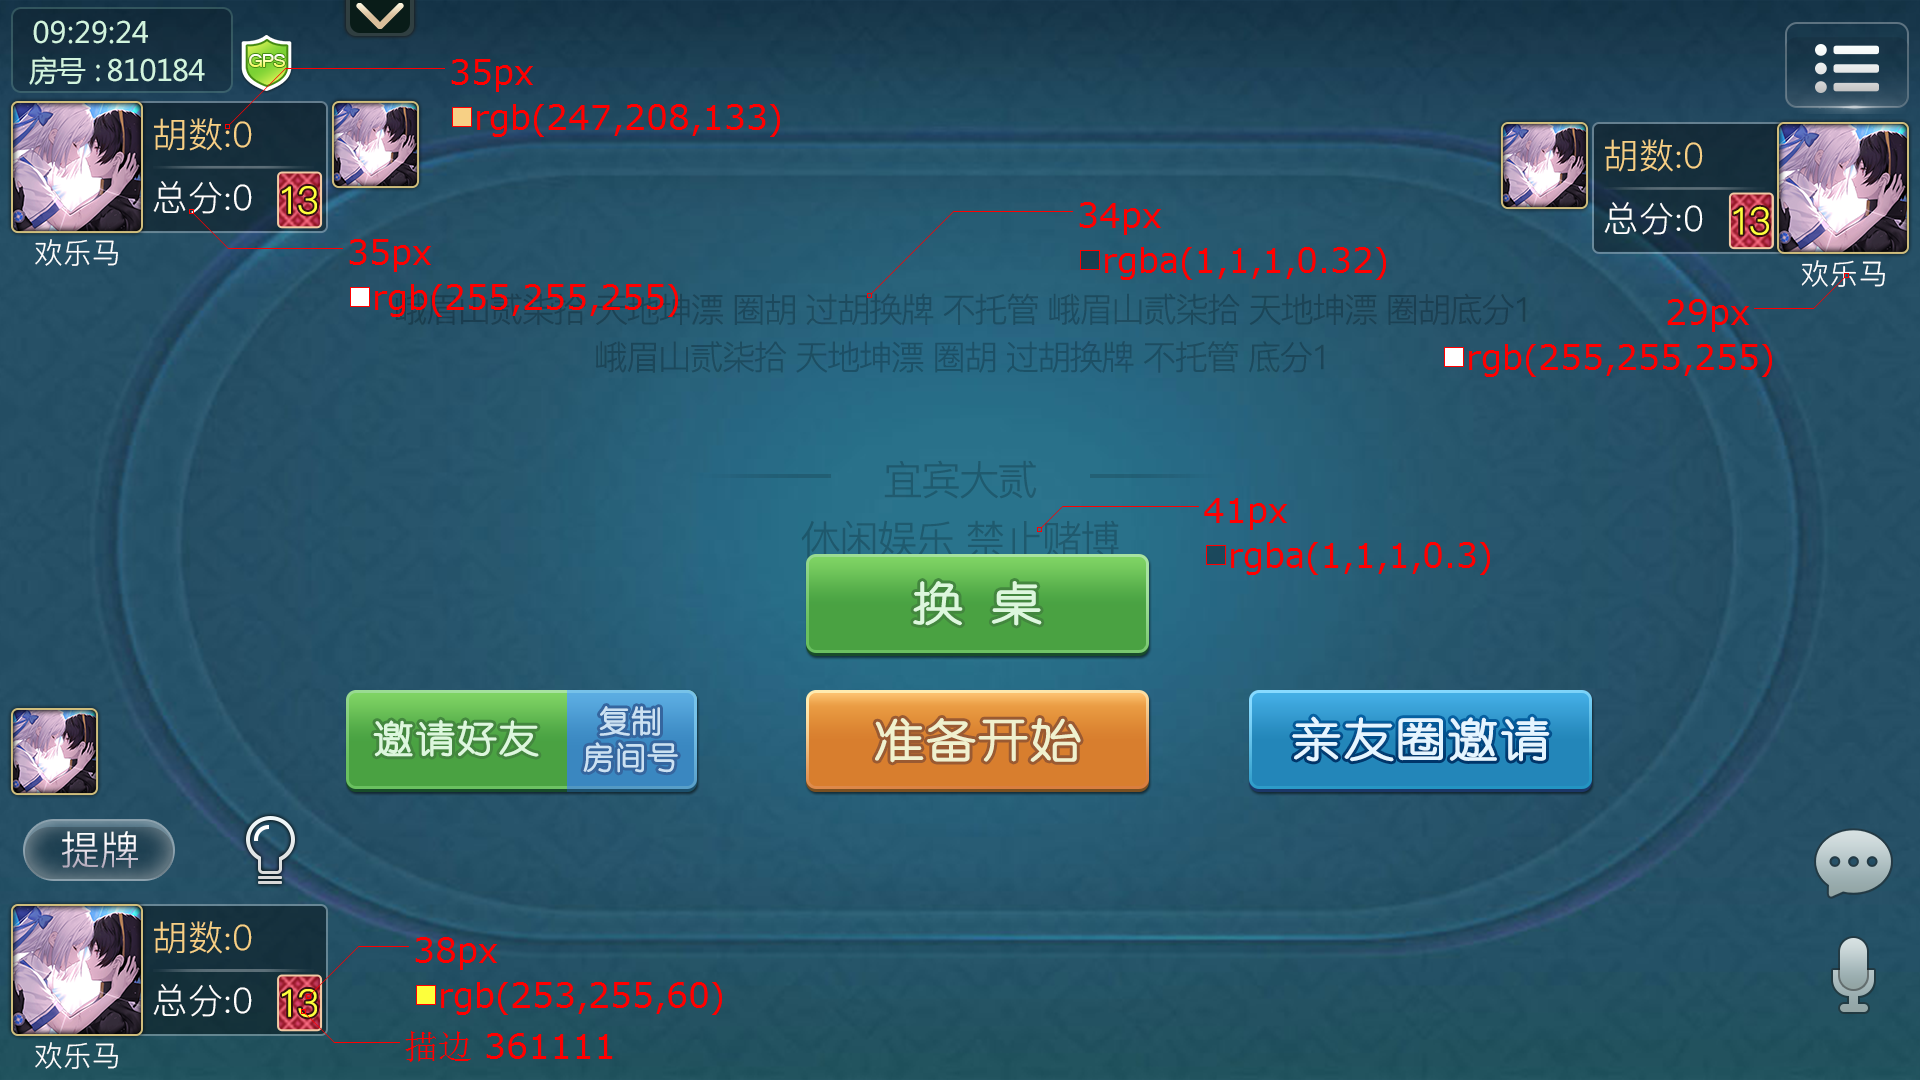 09:29:24
房号:810184
GPS
35px
rgb(247,208,133)
胡数:0
总分:0
13
欢乐马
35px
rgb(255,255,255)
34px
rgba(1,1,1,0.32)
胡数:0
总分:0
13
欢乐马
29px
rgb(255,255,255)
峨眉山贰柒拾 天地坤漂 圈胡 过胡换牌 不托管 峨眉山贰柒拾 天地坤漂 圈胡底分1
峨眉山贰柒拾 天地坤漂 圈胡 过胡换牌 不托管 底分1
宜宾大贰
休闲娱乐 禁止赌博
41px
rgba(1,1,1,0.3)
换 桌
邀请好友
复制
房间号
准备开始
亲友圈邀请
提牌
胡数:0
总分:0
13
欢乐马
38px
rgb(253,255,60)
描边 361111